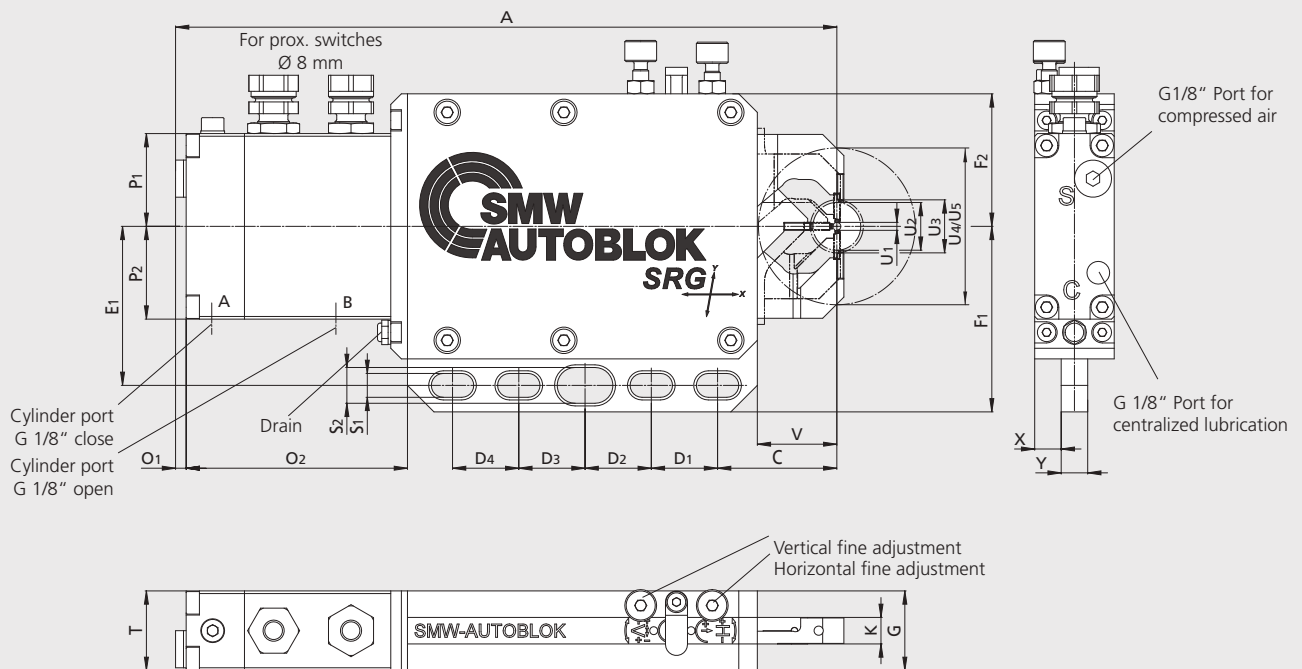 A
For prox. switches
Ø 8 mm
G1/8“ Port for
compressed air
P1
P2
E1
F2
F1
SMW
AUTOBLOK
SRG
Y
X
U1
U2
U3
U4/U5
S
C
A
B
Cylinder port
G 1/8“ close
Cylinder port
G 1/8“ open
Drain
S2
S1
V
O1
O2
D4
D3
D2
D1
C
X
Y
G 1/8“ Port for
centralized lubrication
Vertical fine adjustment
Horizontal fine adjustment
T
SMW-AUTOBLOK
V
H
+
-
K
G